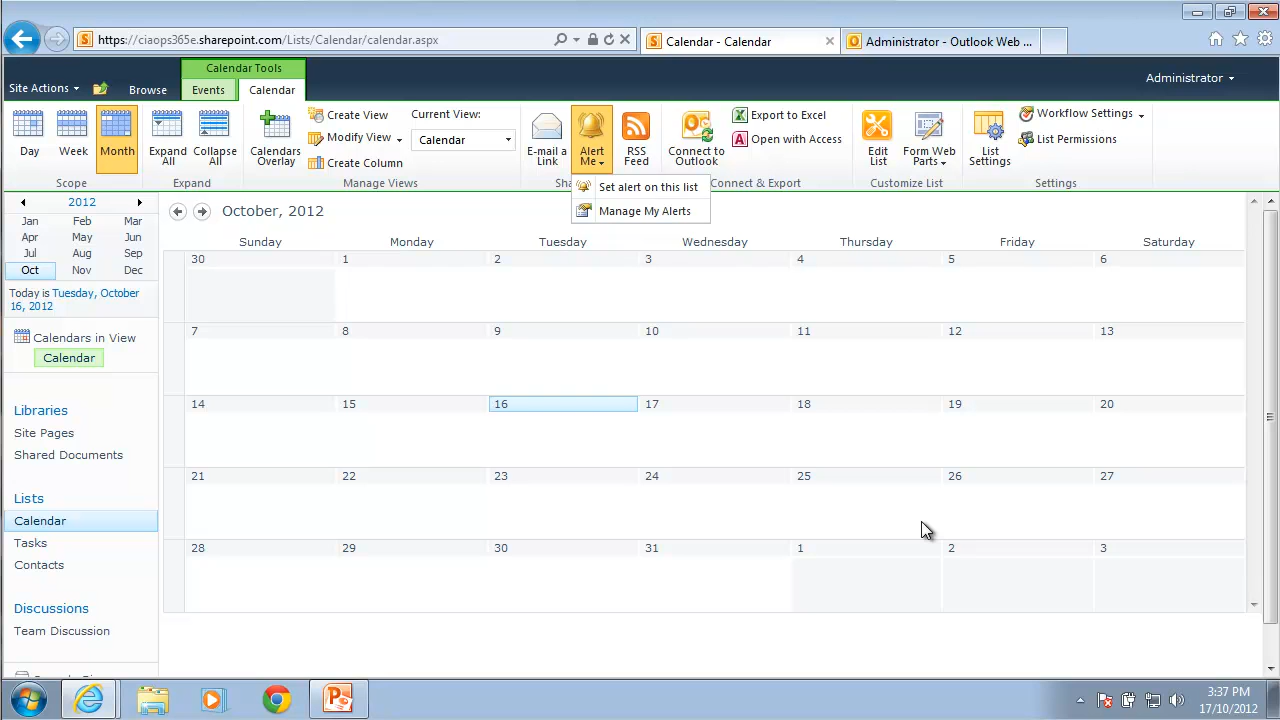 https://ciaops365e.sharepoint.com/Lists/Calendar/calendar.aspx
Calendar - Calendar
Administrator - Outlook Web ...
Calendar Tools
Site Actions
Browse
Events
Calendar
Administrator
Day
Week
Month
Scope
Expand All
Collapse All
Expand
Calendars Overlay
Create View
Modify View
Create Column
Current View:
Calendar
Manage Views
E-mail a Link
Alert Me
RSS Feed
Sha
Connect to Outlook
Export to Excel
Open with Access
Connect & Export
Edit List
Form Web Parts
Customize List
List Settings
Workflow Settings
List Permissions
Settings
Set alert on this list
Manage My Alerts
2012
Jan Feb Mar
Apr May Jun
Jul Aug Sep
Oct Nov Dec
Today is Tuesday, October
16, 2012
Calendars in View
Calendar
Libraries
Site Pages
Shared Documents
Lists
Calendar
Tasks
Contacts
Discussions
Team Discussion
October, 2012
Sunday Monday Tuesday Wednesday Thursday Friday Saturday
30 1 2 3 4 5 6
7 8 9 10 11 12 13
14 15 16 17 18 19 20
21 22 23 24 25 26 27
28 29 30 31 1 2 3
3:37 PM
17/10/2012